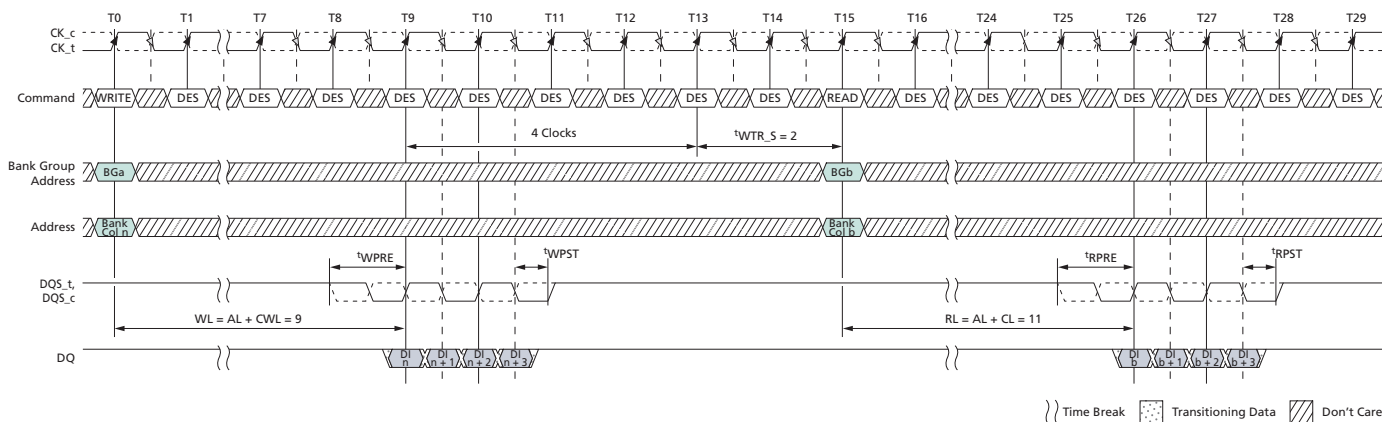 T0 T1 T7 T8 T9 T10 T11 T12 T13 T14 T15 T16 T24 T25 T26 T27 T28 T29
CK_c
CK_t
Command WRITE DES DES DES DES DES DES DES DES DES READ DES DES DES DES DES DES DES
4 Clocks tWTR_S = 2
Bank Group
Address BGa BGb
Address Bank Col n Bank Col b
tWPRE tWPST tRPRE tRPST
DQS_t,
DQS_c
WL = AL + CWL = 9 RL = AL + CL = 11
DQ DI n DI n + 1 DI n + 2 DI n + 3 DI b DI b + 1 DI b + 2 DI b + 3
Time Break Transitioning Data Don't Care